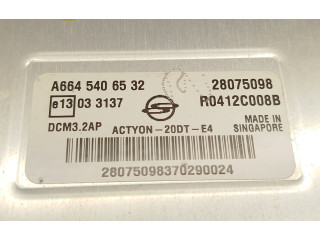 A664 540 65 32 28075098
e13 03 3137 R0412C008B
DCM3.2AP ACTYON-20DT-E4 MADE IN SINGAPORE
28075098370290024